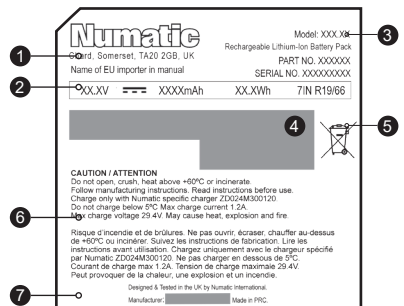 Numatic
Model: XXX.XX
3
Rechargeable Lithium-Ion Battery Pack
1
Chard, Somerset, TA20 2GB, UK
PART NO. XXXXXX
Name of EU importer in manual
SERIAL NO. XXXXXXXXX
2
XX.XV XXXXmAh XX.XWh 7IN R19/66
4
5
CAUTION / ATTENTION
Do not open, crush, heat above +60ºC or incinerate.
Follow manufacturing instructions. Read instructions before use.
Charge only with Numatic specific charger ZD024M300120
Do not charge below 5ºC Max charge current 1.2A.
6
Max charge voltage 29.4V. May cause heat, explosion and fire.
Risque d'incendie et de brûlures. Ne pas ouvrir, écraser, chauffer au-dessus
de +60ºC ou incinérer. Suivez les instructions de fabrication. Lire les
instructions avant utilisation. Chargez uniquement avec le chargeur spécifié
par Numatic ZD024M300120. Ne pas charger en dessous de 5ºC.
Courant de charge max 1.2A. Tension de charge maximale 29.4V.
Peut provoquer de la chaleur, une explosion et un incendie.
7
Designed & Tested in the UK by Numatic International.
Manufacturer: Made in PRC.